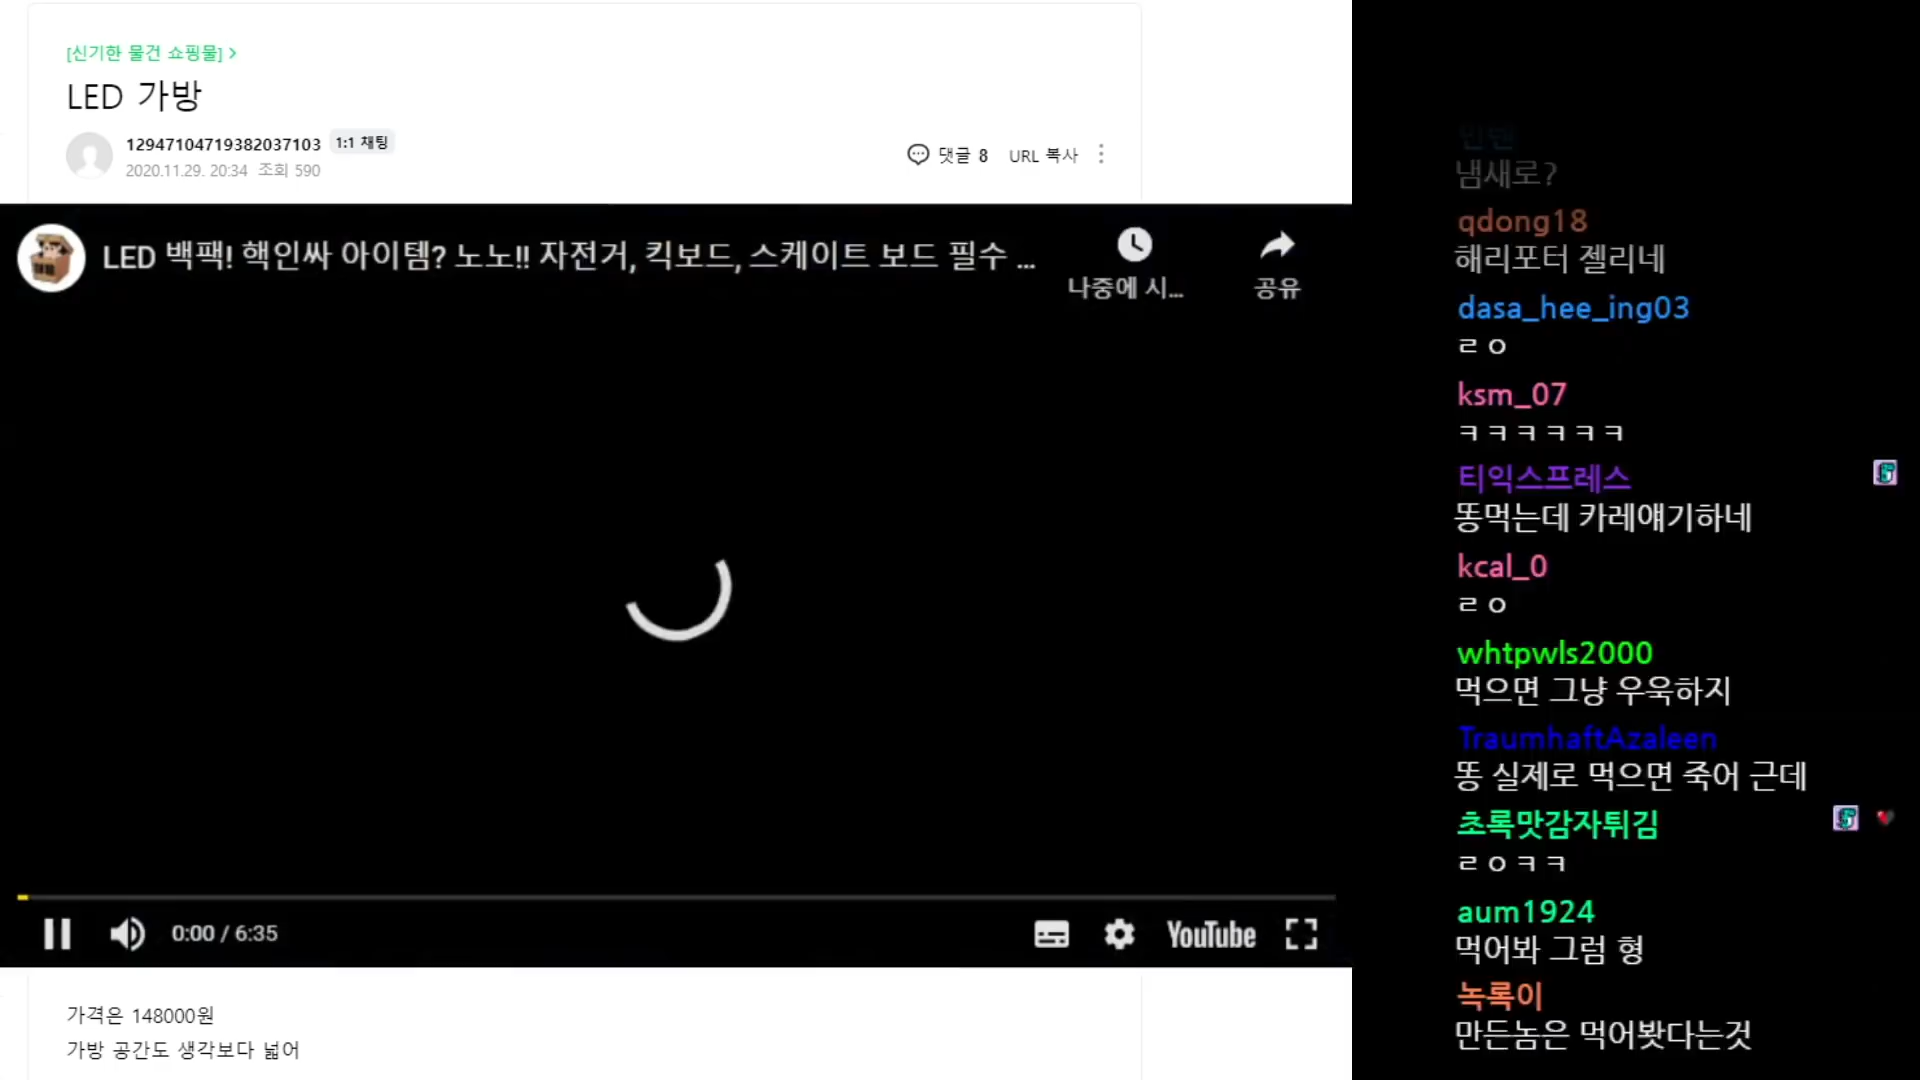 [신기한 물건 쇼핑몰] >
LED 가방
12947104719382037103 1:1 채팅
2020.11.29. 20:34 조회 590
댓글 8 URL 복사
LED 백팩! 핵인싸 아이템? 노노!! 자전거, 킥보드, 스케이트 보드 필수 ...
나중에 시...
공유
0:00 / 6:35
YouTube
가격은 148000원
가방 공간도 생각보다 넓어
냄새로?
qdong18
해리포터 젤리네
dasa_hee_ing03
ㄹㅇ
ksm_07
ㅋㅋㅋㅋㅋㅋ
티익스프레스
똥먹는데 카레얘기하네
kcal_0
ㄹㅇ
whtpwls2000
먹으면 그냥 우욱하지
TraumhaftAzaleen
똥 실제로 먹으면 죽어 근데
초록맛감자튀김
ㄹㅇㅋㅋ
aum1924
먹어봐 그럼 형
녹록이
만든놈은 먹어봣다는것